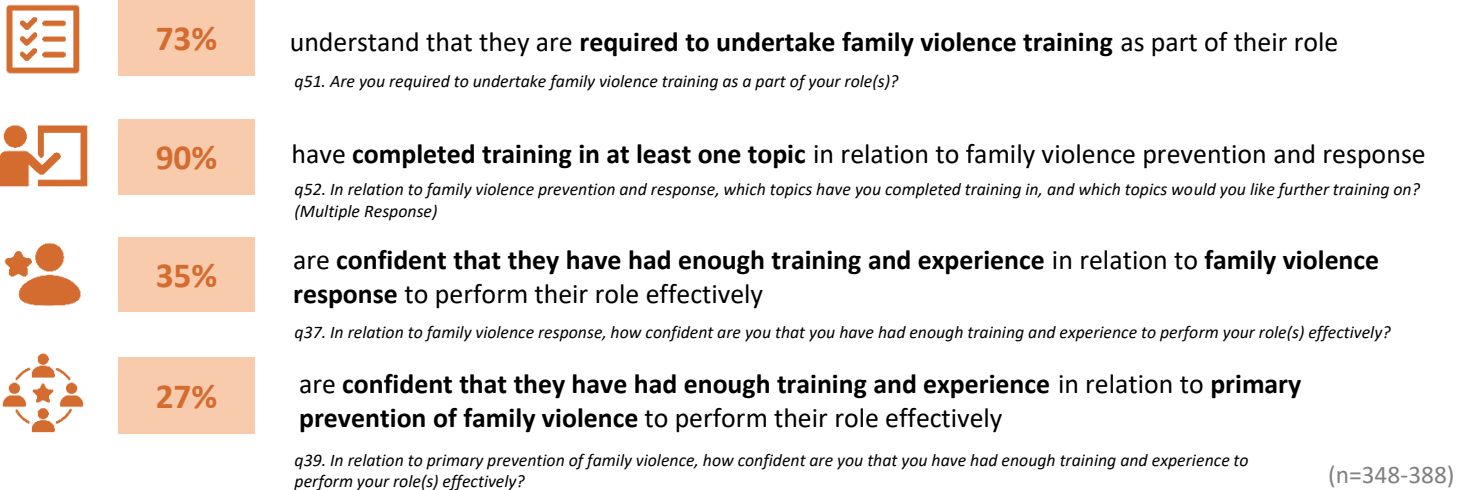 73%
understand that they are required to undertake family violence training as part of their role
q51. Are you required to undertake family violence training as a part of your role(s)?
90%
have completed training in at least one topic in relation to family violence prevention and response
q52. In relation to family violence prevention and response, which topics have you completed training in, and which topics would you like further training on?
(Multiple Response)
35%
are confident that they have had enough training and experience in relation to family violence
response to perform their role effectively
q37. In relation to family violence response, how confident are you that you have had enough training and experience to perform your role(s) effectively?
27%
are confident that they have had enough training and experience in relation to primary
prevention of family violence to perform their role effectively
q39. In relation to primary prevention of family violence, how confident are you that you have had enough training and experience to
perform your role(s) effectively?
(n=348-388)